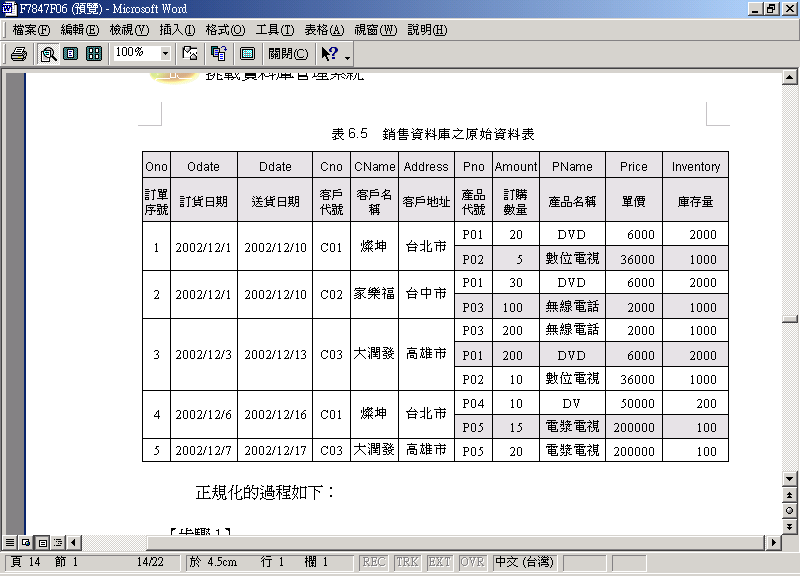 F7847F06 (預覽) - Microsoft Word
檔案(F) 編輯(E) 檢視(V) 插入(I) 格式(O) 工具(T) 表格(A) 視窗(W) 說明(H)
100% 關閉(C)
挑戰資料庫管理系統
表 6.5 銷售資料庫之原始資料表
Ono Odate Ddate Cno CName Address Pno Amount PName Price Inventory
訂單序號 訂貨日期 送貨日期 客戶代號 客戶名稱 客戶地址 產品代號 訂購數量 產品名稱 單價 庫存量
1 2002/12/1 2002/12/10 C01 燦坤 台北市 P01 20 DVD 6000 2000
P02 5 數位電視 36000 1000
2 2002/12/1 2002/12/10 C02 家樂福 台中市 P01 30 DVD 6000 2000
P03 100 無線電話 2000 1000
3 2002/12/3 2002/12/13 C03 大潤發 高雄市 P03 200 無線電話 2000 1000
P01 200 DVD 6000 2000
P02 10 數位電視 36000 1000
4 2002/12/6 2002/12/16 C01 燦坤 台北市 P04 10 DV 50000 200
P05 15 電漿電視 200000 100
5 2002/12/7 2002/12/17 C03 大潤發 高雄市 P05 20 電漿電視 200000 100
正規化的過程如下：
【步驟 1】
頁 14 節 1 14/22 於 4.5cm 行 1 欄 1 REC TRK EXT OVR 中文 (台灣)